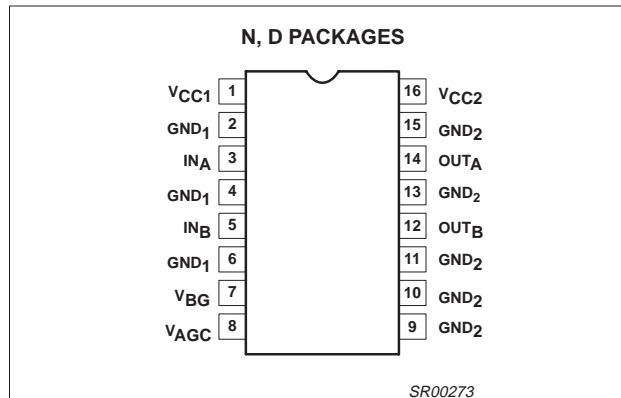 N, D PACKAGES
VCC1 1 16 VCC2
GND1 2 15 GND2
INA 3 14 OUTA
GND1 4 13 GND2
INB 5 12 OUTB
GND1 6 11 GND2
VBG 7 10 GND2
VAGC 8 9 GND2
SR00273